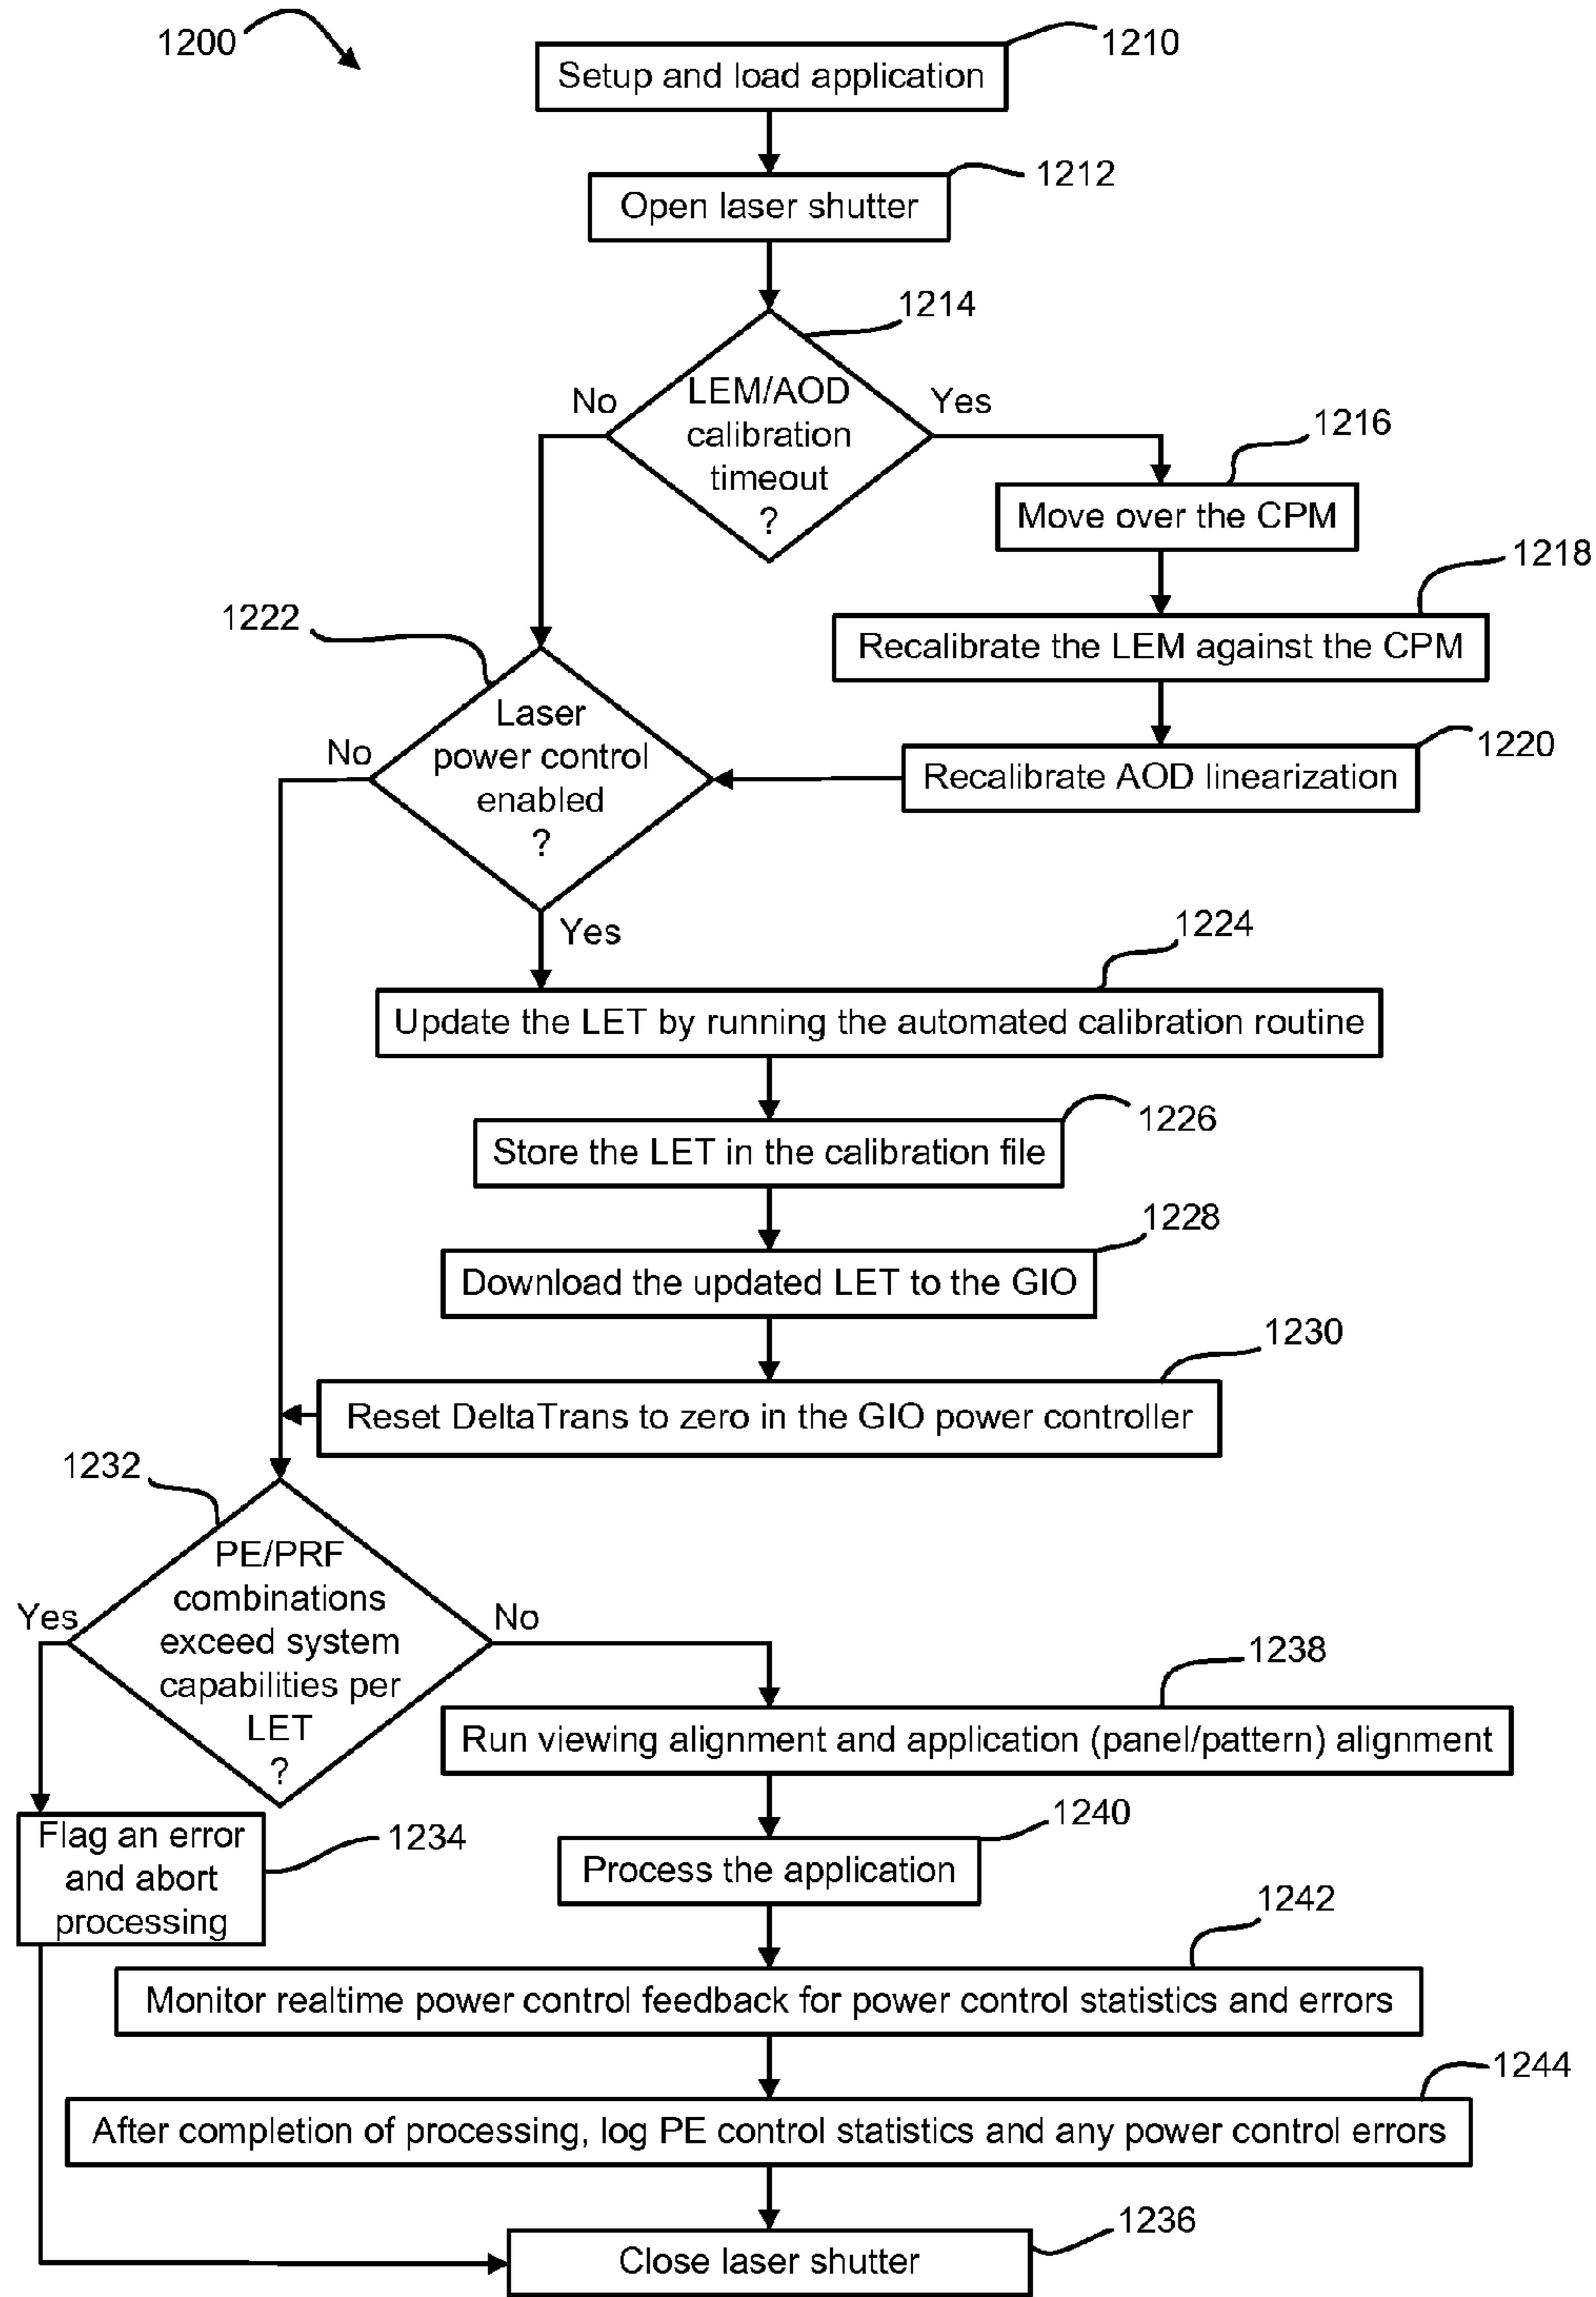 1200
1210
Setup and load application
1212
Open laser shutter
1214
LEM/AOD
calibration
timeout
?
No
Yes
1216
Move over the CPM
1218
Recalibrate the LEM against the CPM
1220
Recalibrate AOD linearization
1222
Laser
power control
enabled
?
No
Yes
1224
Update the LET by running the automated calibration routine
1226
Store the LET in the calibration file
1228
Download the updated LET to the GIO
1230
Reset DeltaTrans to zero in the GIO power controller
1232
PE/PRF
combinations
exceed system
capabilities per
LET
?
Yes
No
1234
Flag an error
and abort
processing
1238
Run viewing alignment and application (panel/pattern) alignment
1240
Process the application
1242
Monitor realtime power control feedback for power control statistics and errors
1244
After completion of processing, log PE control statistics and any power control errors
1236
Close laser shutter